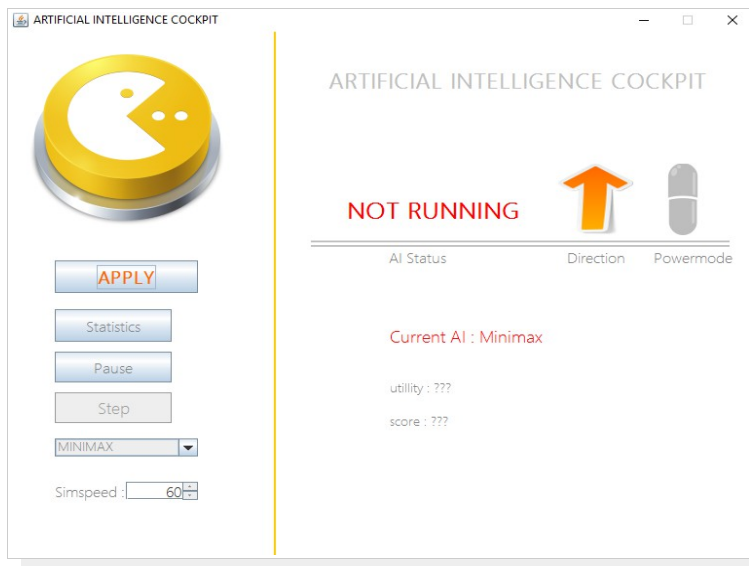 ARTIFICIAL INTELLIGENCE COCKPIT
ARTIFICIAL INTELLIGENCE COCKPIT
NOT RUNNING
AI Status
Direction
Powermode
APPLY
Statistics
Pause
Step
MINIMAX
Simspeed : 60
Current AI : Minimax
utillity : ???
score : ???